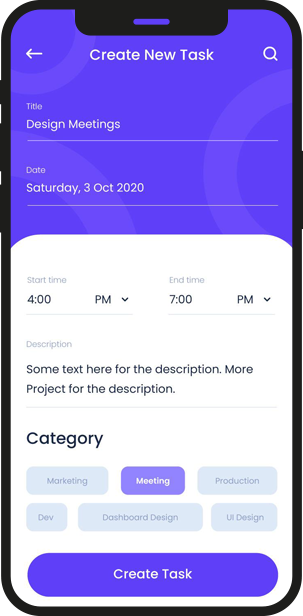 Create New Task
Title
Design Meetings
Date
Saturday, 3 Oct 2020
Start time End time
4:00 PM 7:00 PM
Description
Some text here for the description. More
Project for the description.
Category
Marketing Meeting Production
Dev Dashboard Design UI Design
Create Task